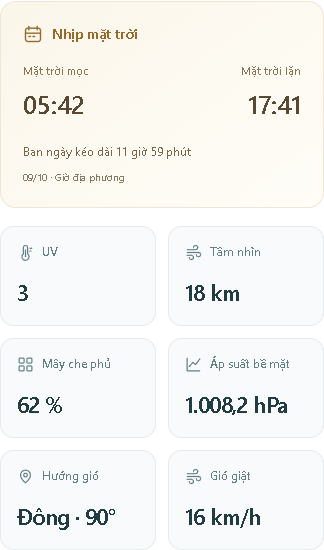 Nhịp mặt trời
Mặt trời mọc Mặt trời lặn
05:42 17:41
Ban ngày kéo dài 11 giờ 59 phút
09/10 · Giờ địa phương
UV Tầm nhìn
3 18 km
Mây che phủ Áp suất bề mặt
62 % 1.008,2 hPa
Hướng gió Gió giật
Đông · 90° 16 km/h